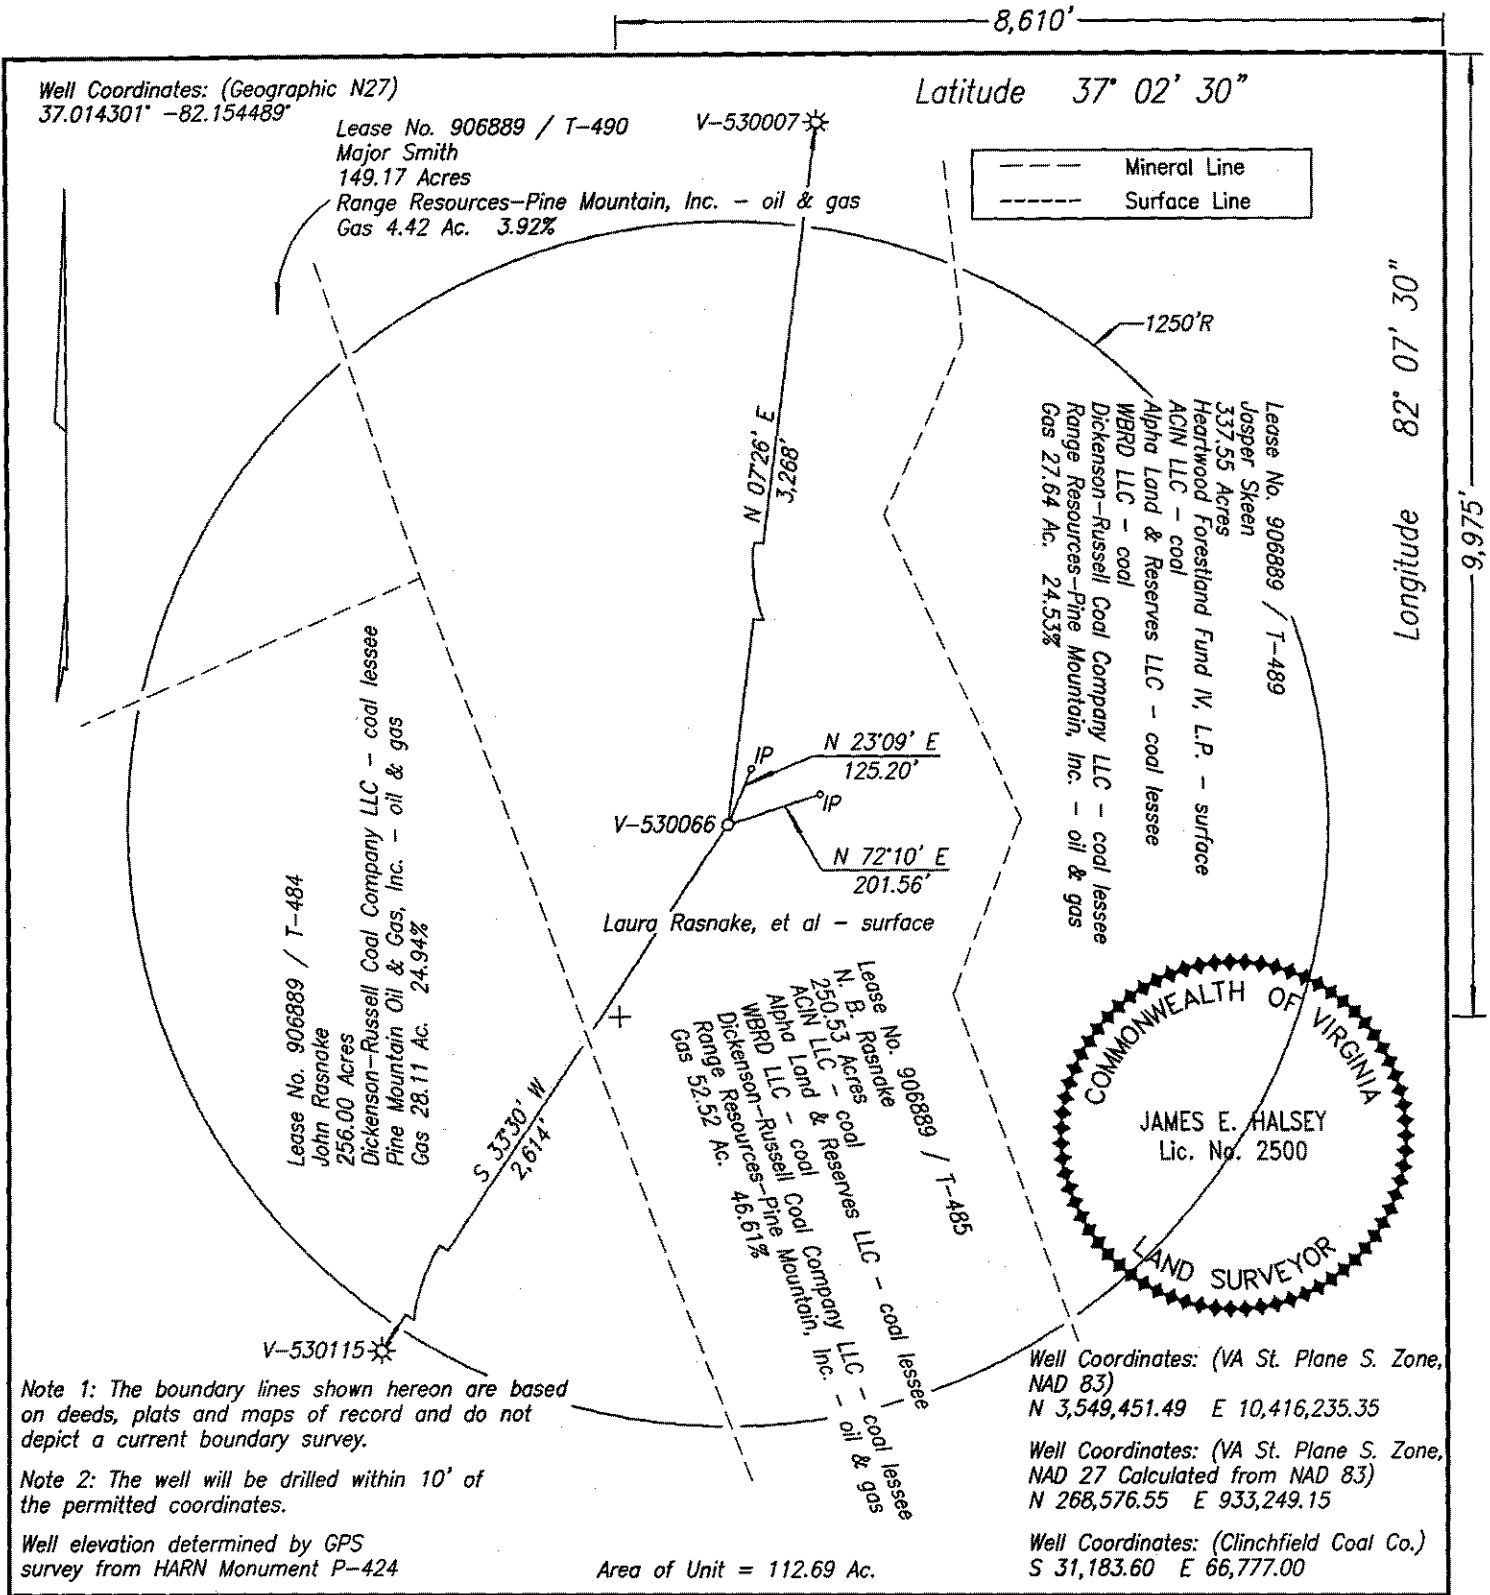 8,610'
Well Coordinates: (Geographic N27)
37.014301° -82.154489°
Latitude 37° 02' 30"
Lease No. 906889 / T-490
Major Smith
149.17 Acres
Range Resources-Pine Mountain, Inc. - oil & gas
Gas 4.42 Ac. 3.92%
V-530007
Mineral Line
Surface Line
Longitude 82° 07' 30"
9,975'
1250'R
N 07°26' E
3,268'
Lease No. 906889 / T-489
Jasper Skeen
337.55 Acres
Heartwood Forestland Fund IV, L.P. - surface
ACIN LLC - coal
Alpha Land & Reserves LLC - coal lessee
WBRD LLC - coal
Dickenson-Russell Coal Company LLC - coal lessee
Range Resources-Pine Mountain, Inc. - oil & gas
Gas 27.64 Ac. 24.53%
IP
N 23°09' E
125.20'
IP
V-530066
N 72°10' E
201.56'
Laura Rasnake, et al - surface
Lease No. 906889 / T-484
John Rasnake
256.00 Acres
Dickenson-Russell Coal Company LLC - coal lessee
Pine Mountain Oil & Gas, Inc. - oil & gas
Gas 28.11 Ac. 24.94%
Lease No. 906889 / T-485
N. B. Rasnake
250.53 Acres
ACIN LLC - coal
Alpha Land & Reserves LLC - coal lessee
WBRD LLC - coal
Dickenson-Russell Coal Company LLC - coal lessee
Range Resources-Pine Mountain, Inc. - oil & gas
Gas 52.52 Ac. 46.61%
S 33°30' W
2,614'
COMMONWEALTH OF VIRGINIA
JAMES E. HALSEY
Lic. No. 2500
LAND SURVEYOR
V-530115
Note 1: The boundary lines shown hereon are based
on deeds, plats and maps of record and do not
depict a current boundary survey.
Note 2: The well will be drilled within 10' of
the permitted coordinates.
Well elevation determined by GPS
survey from HARN Monument P-424
Area of Unit = 112.69 Ac.
Well Coordinates: (VA St. Plane S. Zone,
NAD 83)
N 3,549,451.49 E 10,416,235.35
Well Coordinates: (VA St. Plane S. Zone,
NAD 27 Calculated from NAD 83)
N 268,576.55 E 933,249.15
Well Coordinates: (Clinchfield Coal Co.)
S 31,183.60 E 66,777.00